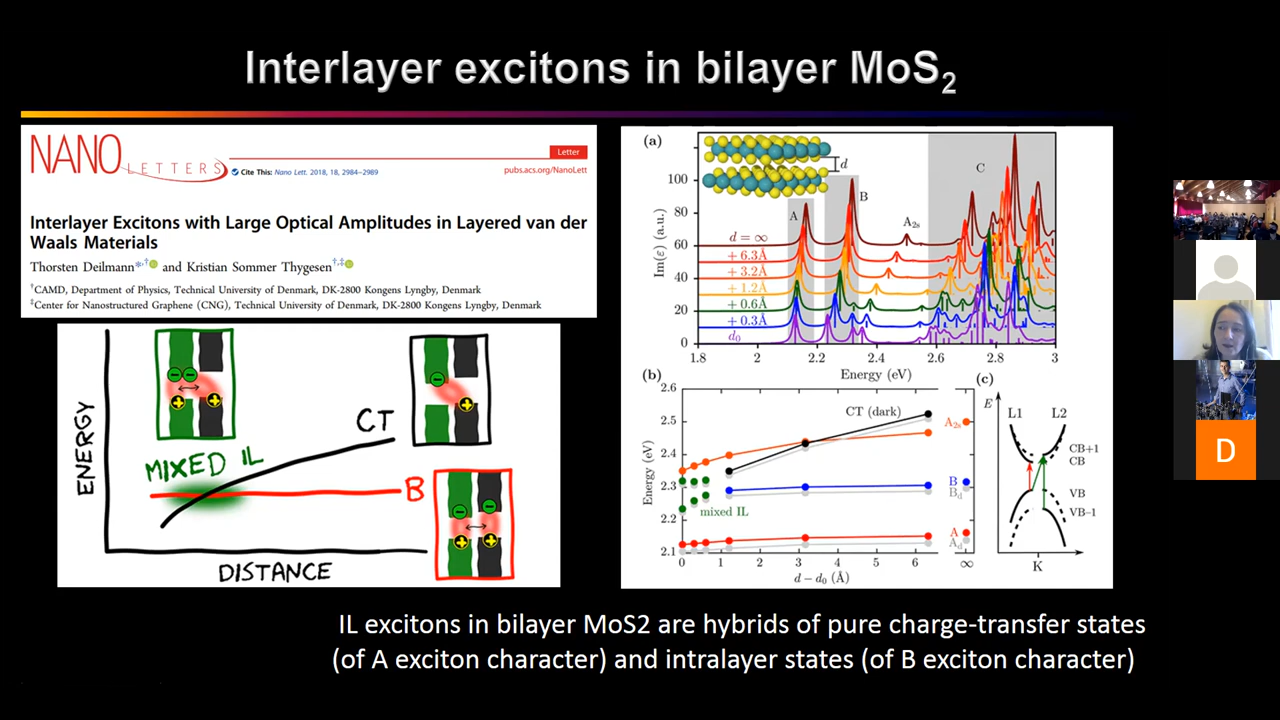 Interlayer excitons in bilayer MoS2
NANO LETTERS
Cite This: Nano Lett. 2018, 18, 2984−2989
Letter
pubs.acs.org/NanoLett
Interlayer Excitons with Large Optical Amplitudes in Layered van der
Waals Materials
Thorsten Deilmann*,† and Kristian Sommer Thygesen†,‡
†CAMD, Department of Physics, Technical University of Denmark, DK-2800 Kongens Lyngby, Denmark
‡Center for Nanostructured Graphene (CNG), Technical University of Denmark, DK-2800 Kongens Lyngby, Denmark
ENERGY
MIXED IL
CT
B
DISTANCE
(a)
d
A
B
A2s
C
Im(ε) (a.u.)
100
80
60
40
20
0
d = ∞
+ 6.3Å
+ 3.2Å
+ 1.2Å
+ 0.6Å
+ 0.3Å
d0
1.8 2 2.2 2.4 2.6 2.8 3
Energy (eV)
(b)
Energy (eV)
2.6
2.5
2.4
2.3
2.2
2.1
CT (dark)
A2s
B
Bd
mixed IL
A
Ad
0 1 2 3 4 5 6 ∞
d − d0 (Å)
(c)
E
L1 L2
CB+1
CB
VB
VB−1
K
IL excitons in bilayer MoS2 are hybrids of pure charge-transfer states
(of A exciton character) and intralayer states (of B exciton character)
D